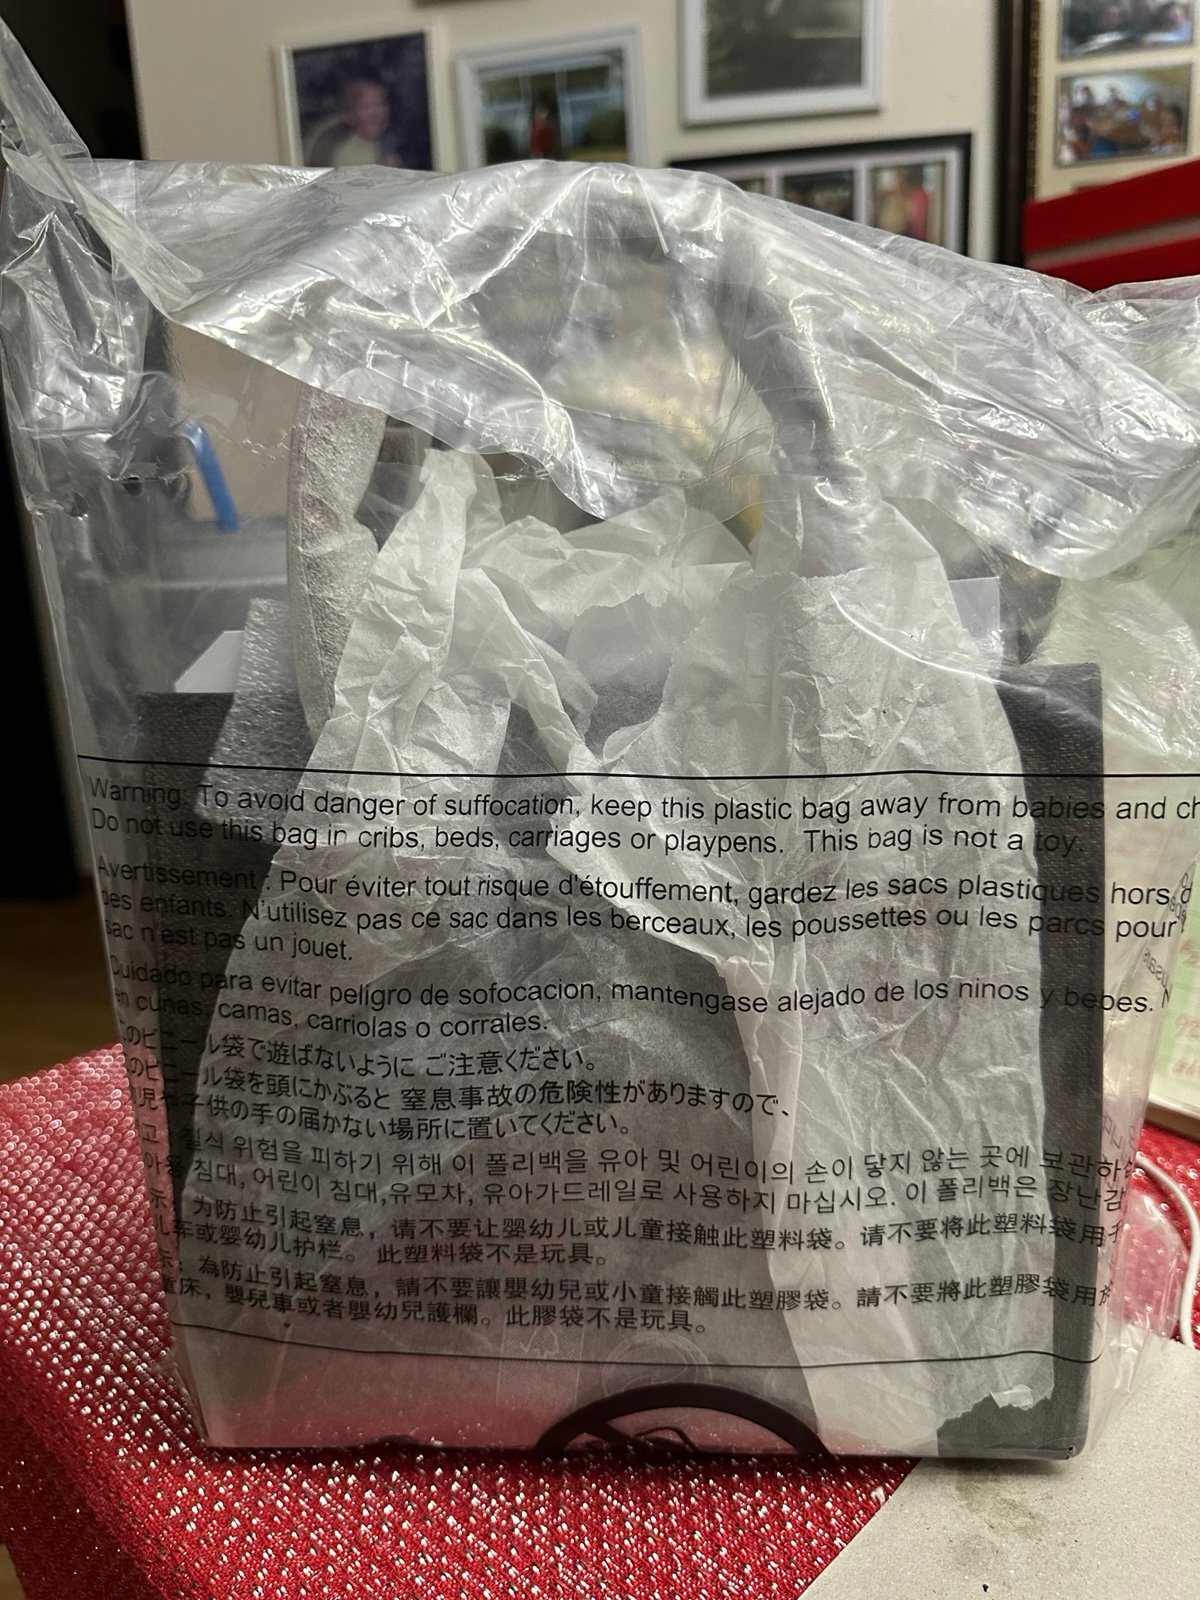 Warning: To avoid danger of suffocation, keep this plastic bag away from babies and ch
Do not use this bag in cribs, beds, carriages or playpens. This bag is not a toy.
Avertissement : Pour éviter tout risque d'étouffement, gardez les sacs plastiques hors
des enfants. N'utilisez pas ce sac dans les berceaux, les poussettes ou les parcs pour
sac n'est pas un jouet.
Cuidado para evitar peligro de sofocacion, mantengase alejado de los ninos y bebes. N
en cunas, camas, carriolas o corrales.
このビニール袋で遊ばないように ご注意ください。
このビニール袋を頭にかぶると 窒息事故の危険性がありますので、
児や子供の手の届かない場所に置いてください。
고 질식 위험을 피하기 위해 이 폴리백을 유아 및 어린이의 손이 닿지 않는 곳에 보관하십
아용 침대, 어린이 침대,유모차, 유아가드레일로 사용하지 마십시오. 이 폴리백은 장난감
示: 为防止引起窒息，请不要让婴幼儿或儿童接触此塑料袋。请不要将此塑料袋用于
儿车或婴幼儿护栏。此塑料袋不是玩具。
示: 為防止引起窒息，請不要讓嬰幼兒或小童接觸此塑膠袋。請不要將此塑膠袋用於
童床，嬰兒車或者嬰幼兒護欄。此膠袋不是玩具。